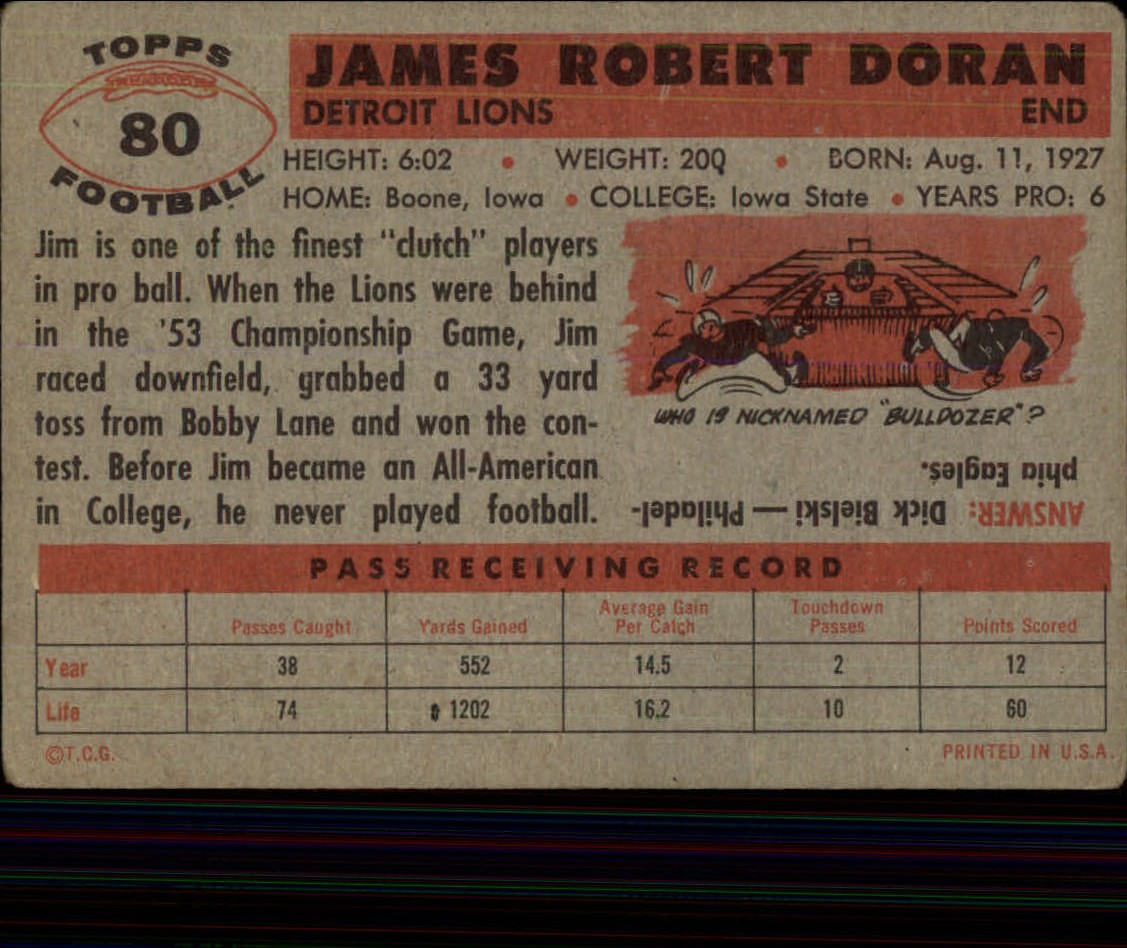 TOPPS
80
FOOTBALL
JAMES ROBERT DORAN
DETROIT LIONS END
HEIGHT: 6:02 • WEIGHT: 200 • BORN: Aug. 11, 1927
HOME: Boone, Iowa • COLLEGE: Iowa State • YEARS PRO: 6
Jim is one of the finest "clutch" players
in pro ball. When the Lions were behind
in the '53 Championship Game, Jim
raced downfield, grabbed a 33 yard
toss from Bobby Lane and won the con-
test. Before Jim became an All-American
in College, he never played football.
WHO IS NICKNAMED "BULLDOZER"?
ANSWER: Dick Bielski — Philadel-
phia Eagles.
PASS RECEIVING RECORD
Passes Caught Yards Gained Average Gain Per Catch Touchdown Passes Points Scored
Year 38 552 14.5 2 12
Life 74 1202 16.2 10 60
©T.C.G. PRINTED IN U.S.A.